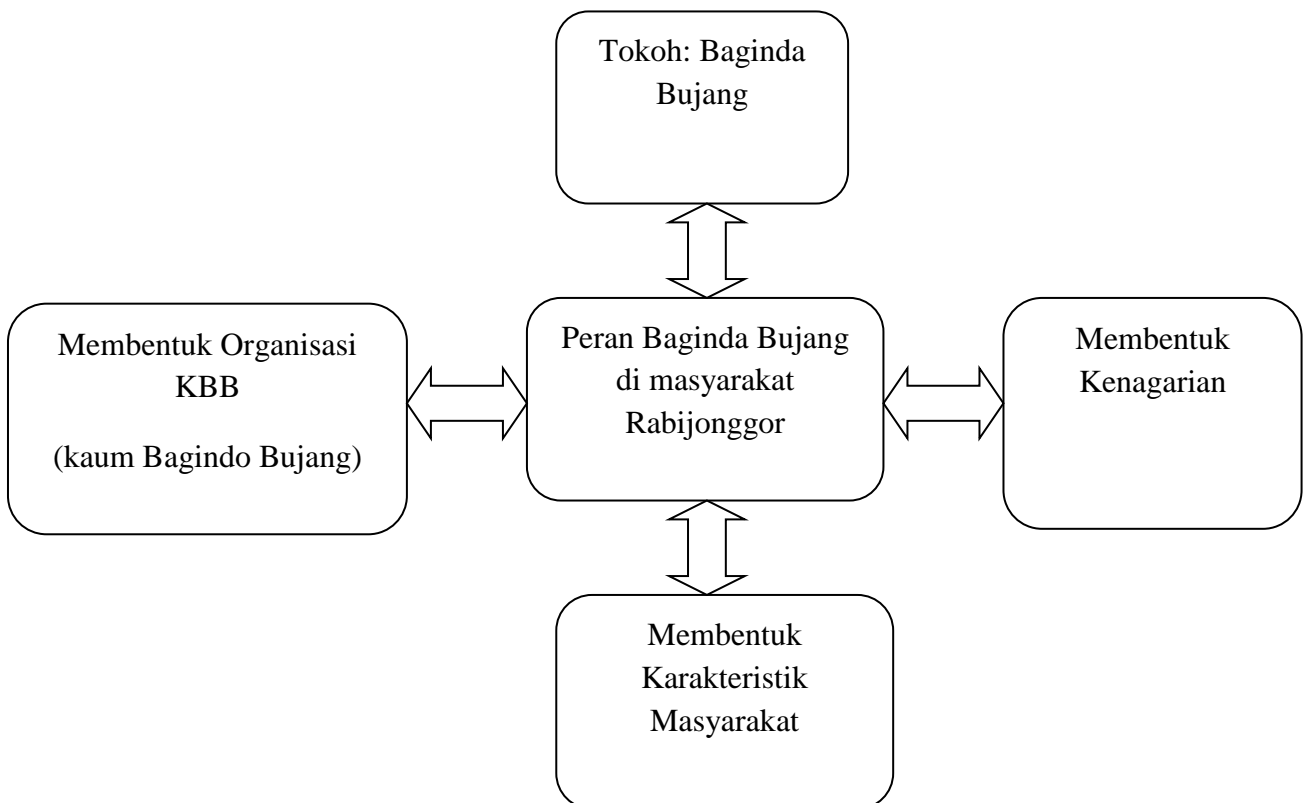 Tokoh: Baginda
Bujang
Membentuk Organisasi
KBB
(kaum Bagindo Bujang)
Peran Baginda Bujang
di masyarakat
Rabijonggor
Membentuk
Kenagarian
Membentuk
Karakteristik
Masyarakat